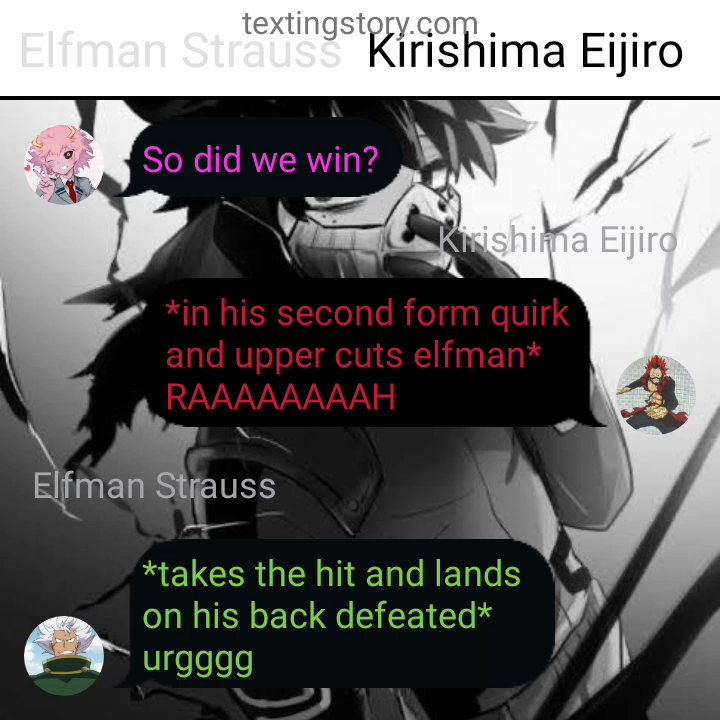 textingstory.com
Elfman Strauss Kirishima Eijiro
So did we win?
Kirishima Eijiro
*in his second form quirk
and upper cuts elfman*
RAAAAAAAAH
Elfman Strauss
*takes the hit and lands
on his back defeated*
urgggg